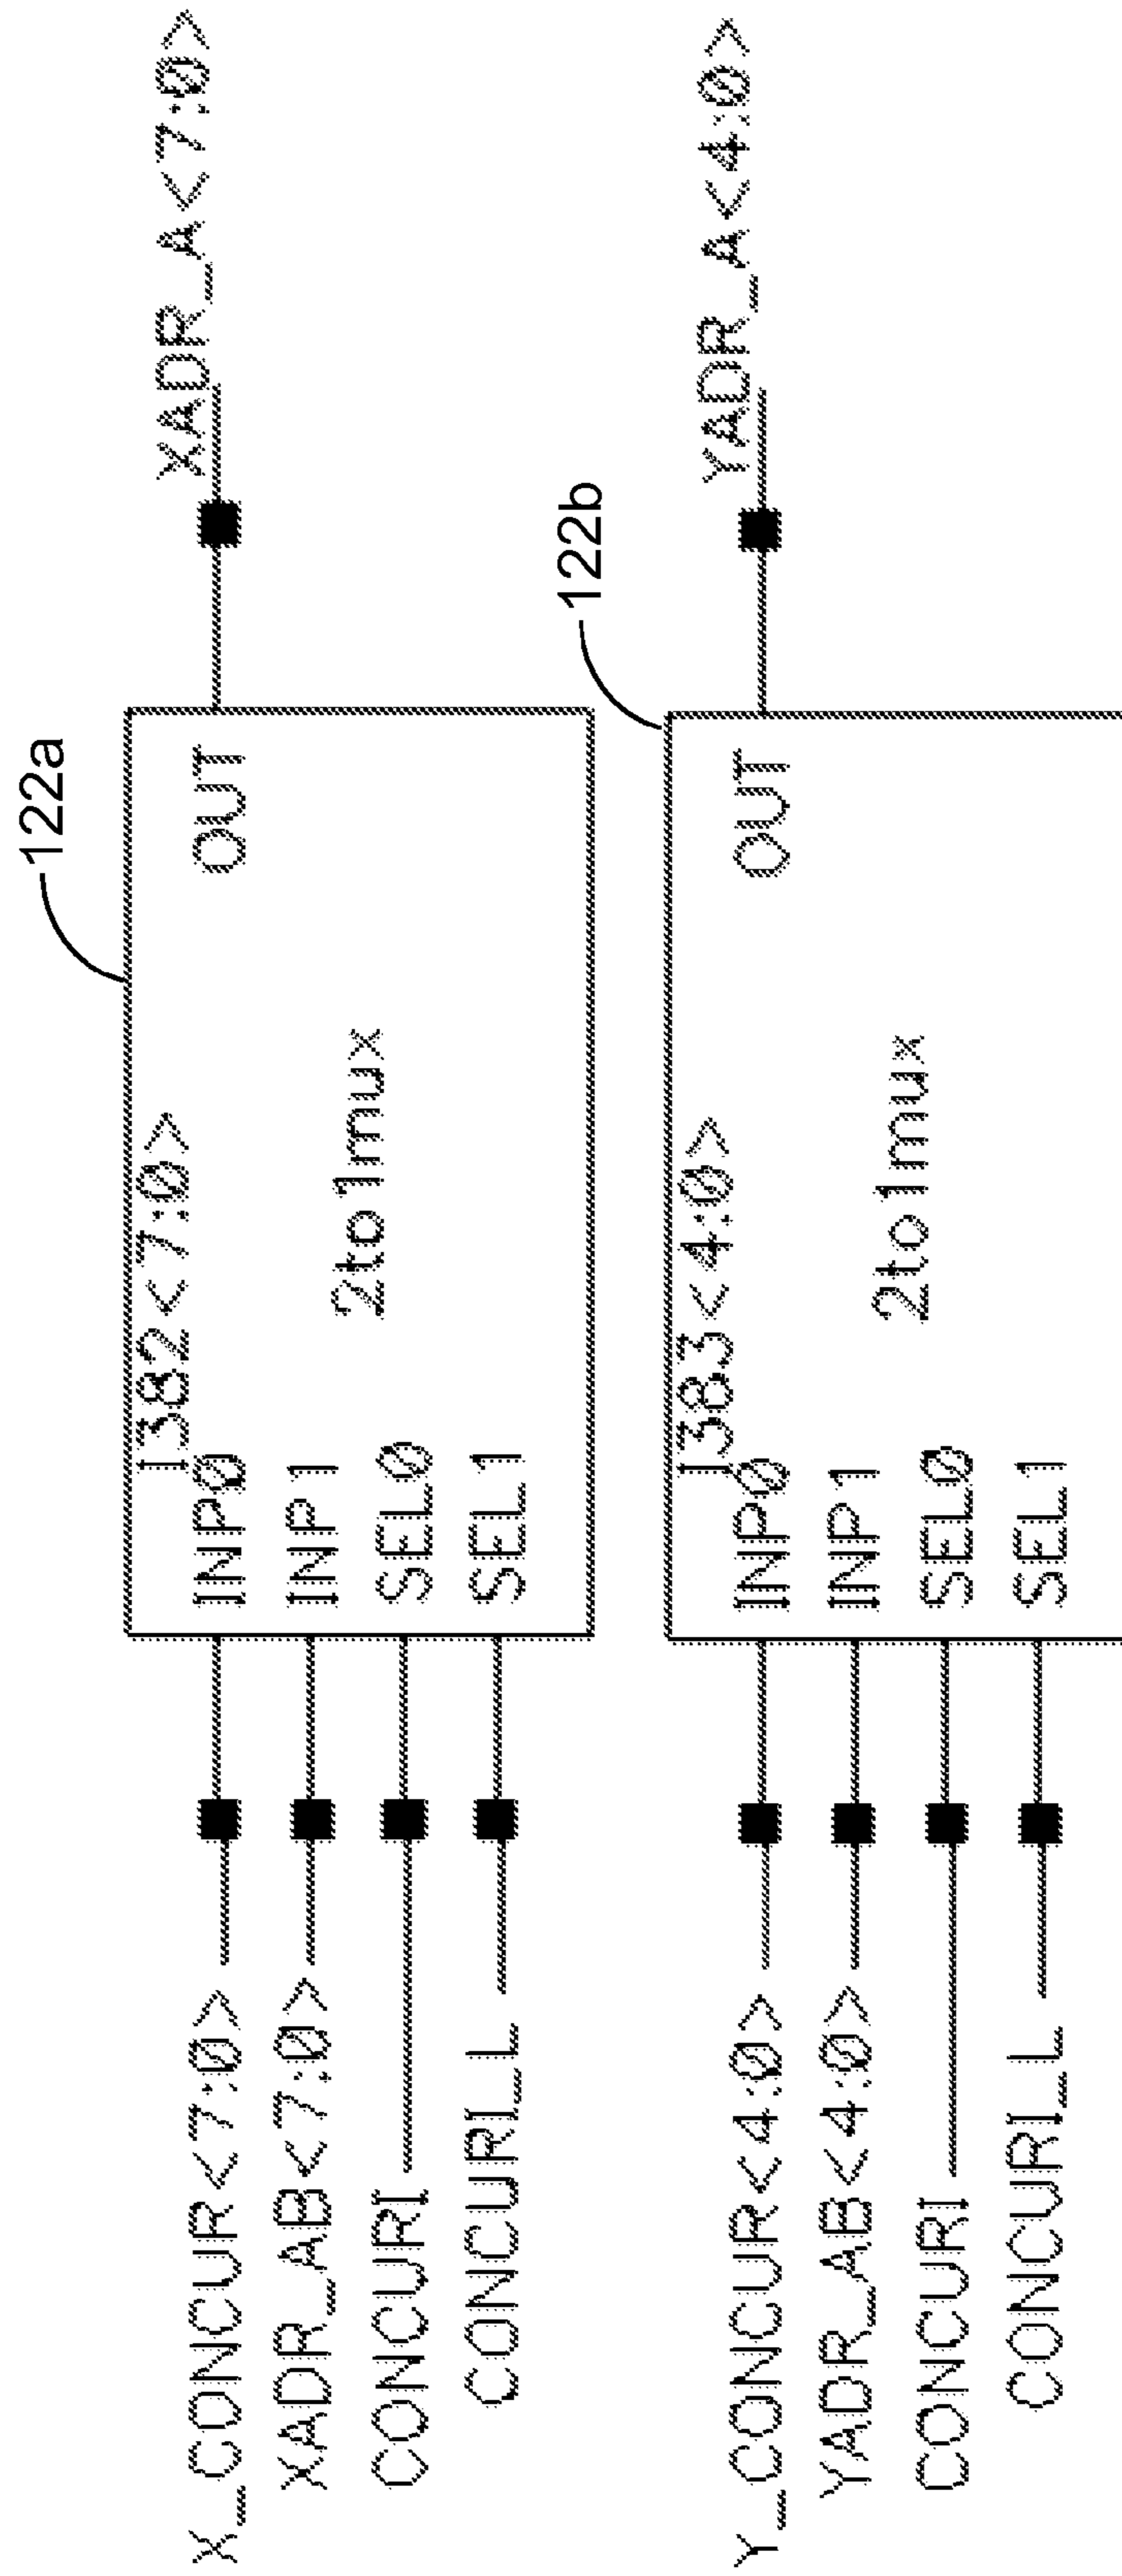 122a
I382<7:0>
X_CONCUR<7:0>
INP0
OUT
XADR_A<7:0>
XADR_AB<7:0>
INP1
2to1mux
CONCURI
SEL0
CONCURI_L
SEL1
122b
I383<4:0>
Y_CONCUR<4:0>
INP0
OUT
YADR_A<4:0>
YADR_AB<4:0>
INP1
2to1mux
CONCURI
SEL0
CONCURI_L
SEL1